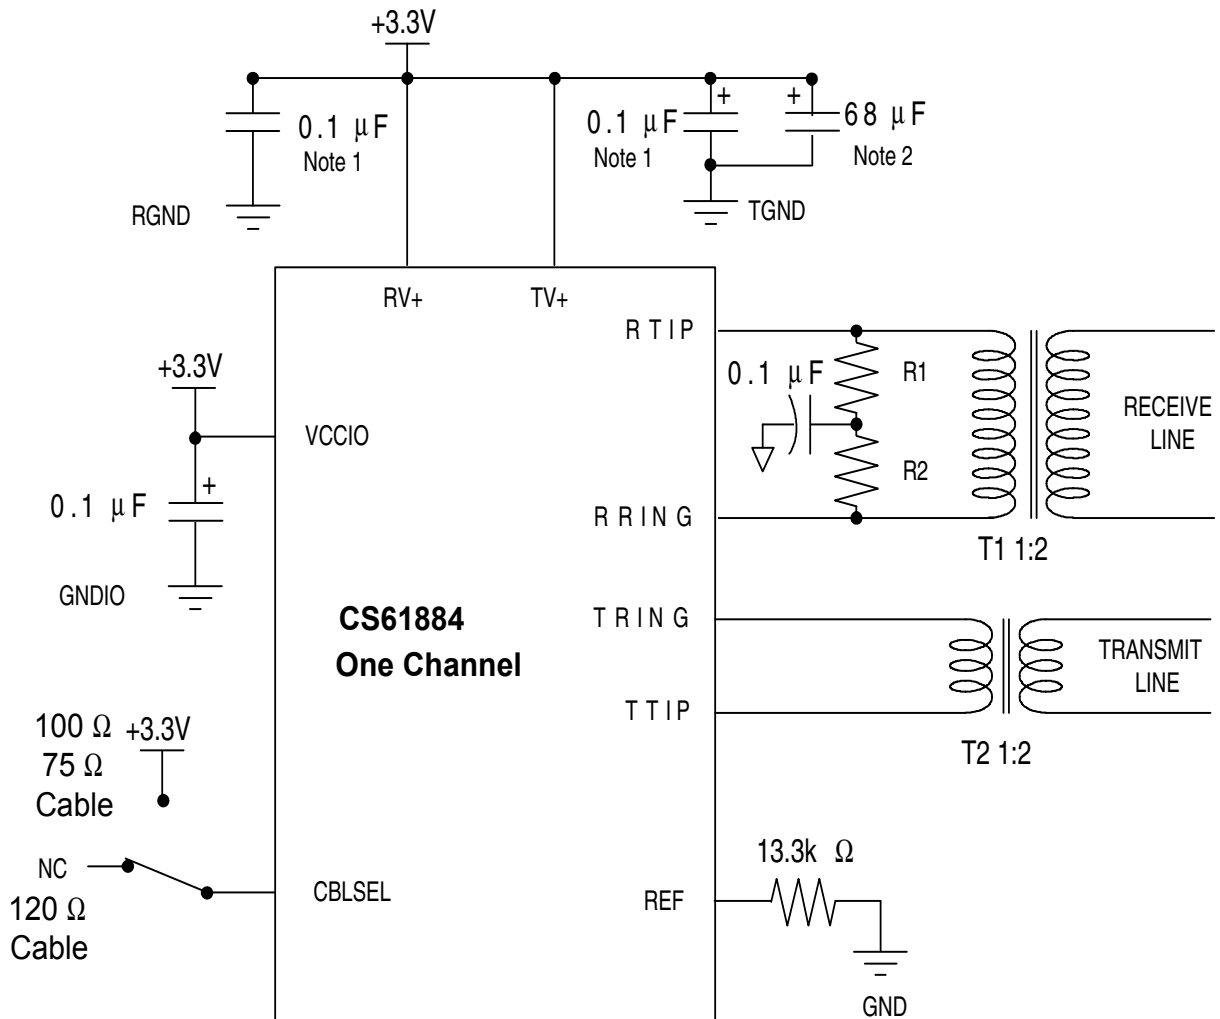 +3.3V
0.1 μF
Note 1
0.1 μF
Note 1
+
+
68 μF
Note 2
RGND
TGND
RV+
TV+
RTIP
+3.3V
0.1 μF
R1
RECEIVE
LINE
VCCIO
R2
+
0.1 μF
RRING
T1 1:2
GNDIO
CS61884
One Channel
TRING
TRANSMIT
LINE
TTIP
100 Ω
+3.3V
75 Ω
Cable
T2 1:2
13.3k Ω
NC
CBLSEL
REF
120 Ω
Cable
GND